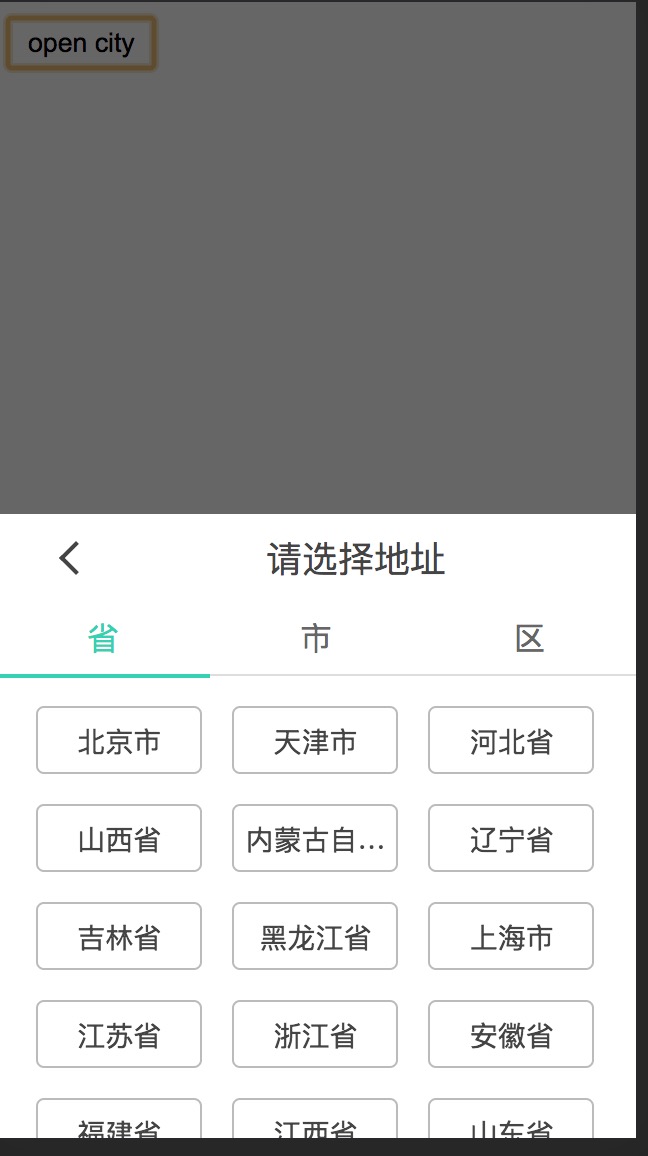 open city
请选择地址
省 市 区
北京市 天津市 河北省
山西省 内蒙古自... 辽宁省
吉林省 黑龙江省 上海市
江苏省 浙江省 安徽省
福建省 江西省 山东省